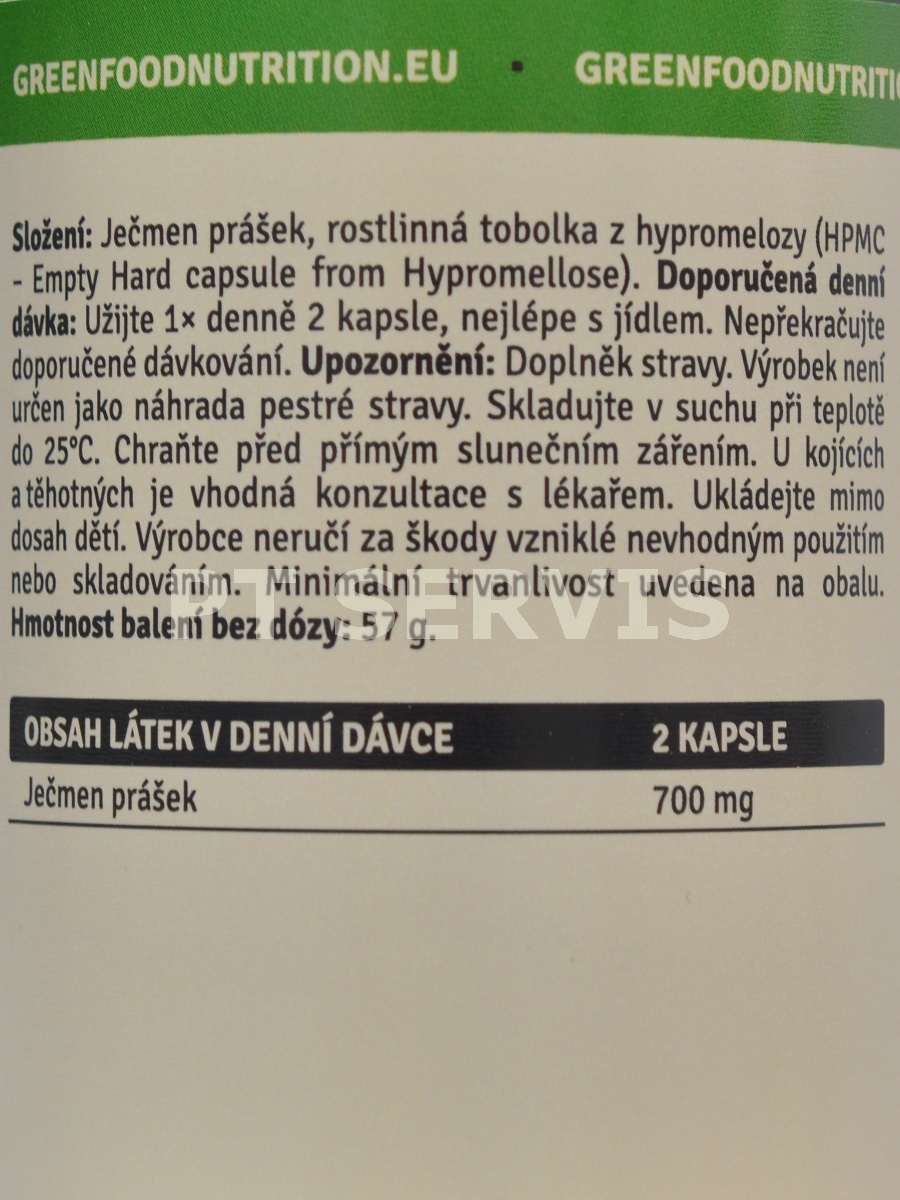 GREENFOODNUTRITION.EU · GREENFOODNUTRITI
Složení: Ječmen prášek, rostlinná tobolka z hypromelozy (HPMC
- Empty Hard capsule from Hypromellose). Doporučená denní
dávka: Užijte 1× denně 2 kapsle, nejlépe s jídlem. Nepřekračujte
doporučené dávkování. Upozornění: Doplněk stravy. Výrobek není
určen jako náhrada pestré stravy. Skladujte v suchu při teplotě
do 25°C. Chraňte před přímým slunečním zářením. U kojících
a těhotných je vhodná konzultace s lékařem. Ukládejte mimo
dosah dětí. Výrobce neručí za škody vzniklé nevhodným použitím
nebo skladováním. Minimální trvanlivost uvedena na obalu.
PT SERVIS
Hmotnost balení bez dózy: 57 g.
OBSAH LÁTEK V DENNÍ DÁVCE 2 KAPSLE
Ječmen prášek 700 mg